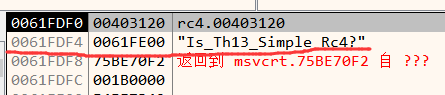 0061FDF0 00403120 rc4.00403120
0061FDF4 0061FE00 "Is_Th13_Simple_Rc4?"
0061FDF8 75BE70F2 返回到 msvcrt.75BE70F2 自 ???
0061FDFC 001B0000